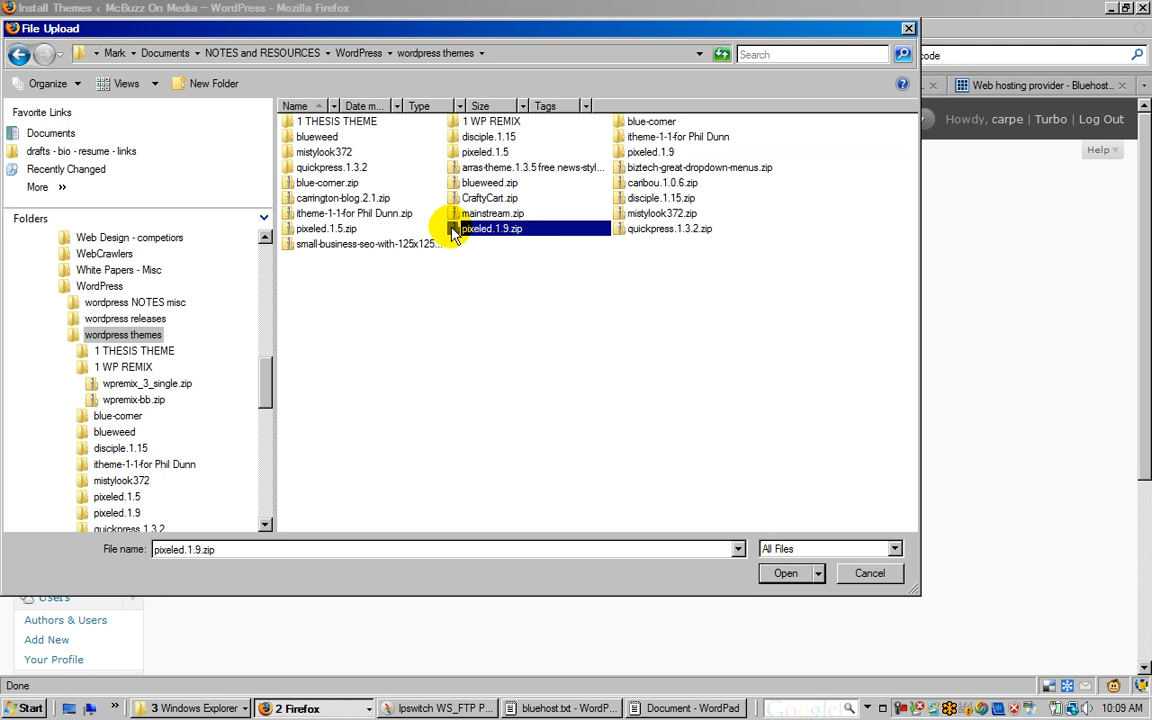 Install Themes ‹ McBuzz On Media — WordPress - Mozilla Firefox
File Upload
Mark Documents NOTES and RESOURCES WordPress wordpress themes
Search
code
Organize Views New Folder
Web hosting provider - Bluehost...
Favorite Links
Name Date m... Type Size Tags
Howdy, carpe | Turbo | Log Out
Help
Documents
drafts - bio - resume - links
Recently Changed
More »
Folders
1 THESIS THEME 1 WP REMIX blue-corner
blueweed disciple.1.15 itheme-1-1-for Phil Dunn
mistylook372 pixeled.1.5 pixeled.1.9
quickpress.1.3.2 arras-theme.1.3.5 free news-styl... biztech-great-dropdown-menus.zip
blue-corner.zip blueweed.zip caribou.1.0.6.zip
carrington-blog.2.1.zip CraftyCart.zip disciple.1.15.zip
itheme-1-1-for Phil Dunn.zip mainstream.zip mistylook372.zip
pixeled.1.5.zip pixeled.1.9.zip quickpress.1.3.2.zip
small-business-seo-with-125x125...
Web Design - competiors
WebCrawlers
White Papers - Misc
WordPress
wordpress NOTES misc
wordpress releases
wordpress themes
1 THESIS THEME
1 WP REMIX
wpremix_3_single.zip
wpremix-bb.zip
blue-corner
blueweed
disciple.1.15
itheme-1-1-for Phil Dunn
mistylook372
pixeled.1.5
pixeled.1.9
quickpress.1.3.2
File name: pixeled.1.9.zip All Files
Open Cancel
Users
Authors & Users
Add New
Your Profile
Done
Start » 3 Windows Explorer 2 Firefox Ipswitch WS_FTP P... bluehost.txt - WordP... Document - WordPad Google 10:09 AM